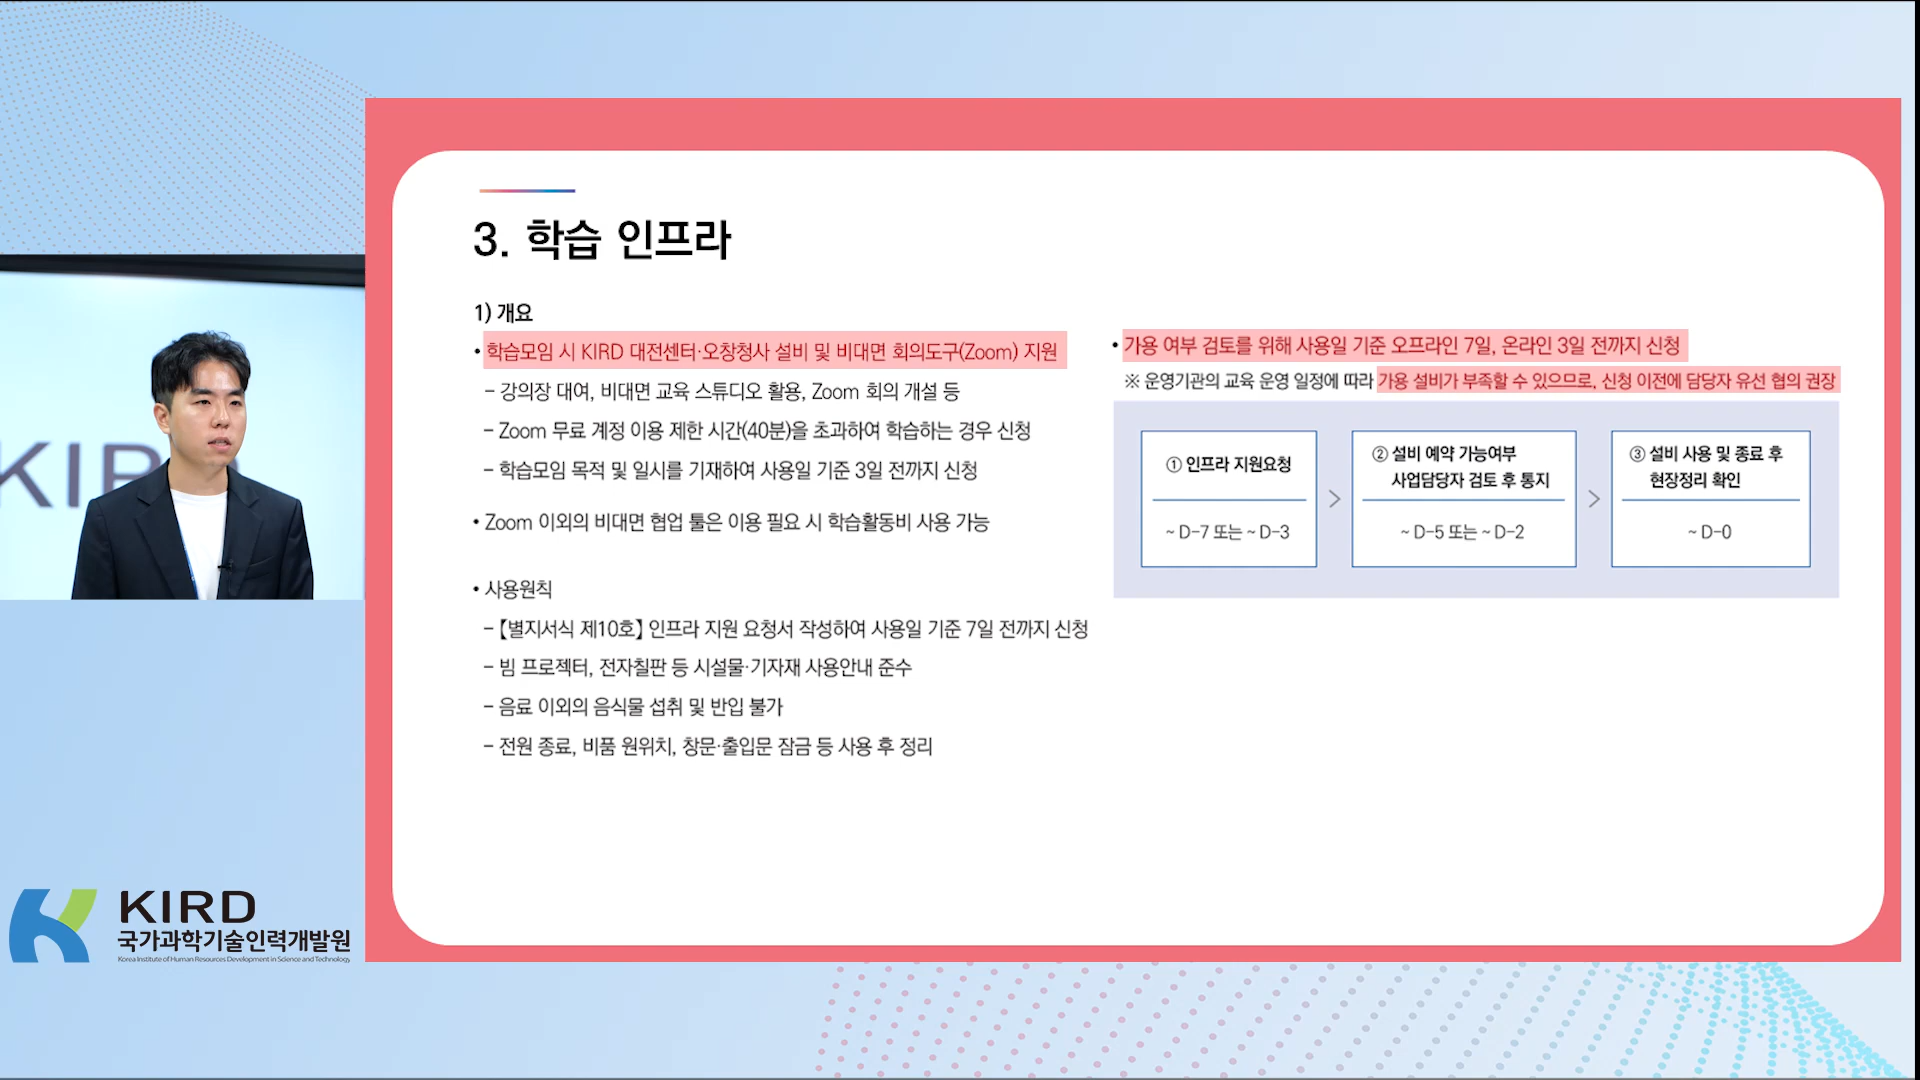 3. 학습 인프라
1) 개요
• 학습모임 시 KIRD 대전센터·오창청사 설비 및 비대면 회의도구(Zoom) 지원
– 강의장 대여, 비대면 교육 스튜디오 활용, Zoom 회의 개설 등
– Zoom 무료 계정 이용 제한 시간(40분)을 초과하여 학습하는 경우 신청
– 학습모임 목적 및 일시를 기재하여 사용일 기준 3일 전까지 신청
• Zoom 이외의 비대면 협업 툴은 이용 필요 시 학습활동비 사용 가능
• 사용원칙
– 【별지서식 제10호】 인프라 지원 요청서 작성하여 사용일 기준 7일 전까지 신청
– 빔 프로젝터, 전자칠판 등 시설물·기자재 사용안내 준수
– 음료 이외의 음식물 섭취 및 반입 불가
– 전원 종료, 비품 원위치, 창문·출입문 잠금 등 사용 후 정리
• 가용 여부 검토를 위해 사용일 기준 오프라인 7일, 온라인 3일 전까지 신청
※ 운영기관의 교육 운영 일정에 따라 가용 설비가 부족할 수 있으므로, 신청 이전에 담당자 유선 협의 권장
① 인프라 지원요청
~ D-7 또는 ~ D-3
>
② 설비 예약 가능여부
사업담당자 검토 후 통지
~ D-5 또는 ~ D-2
>
③ 설비 사용 및 종료 후
현장정리 확인
~ D-0
KIRD
KIRD
국가과학기술인력개발원
Korea Institute of Human Resources Development in Science and Technology